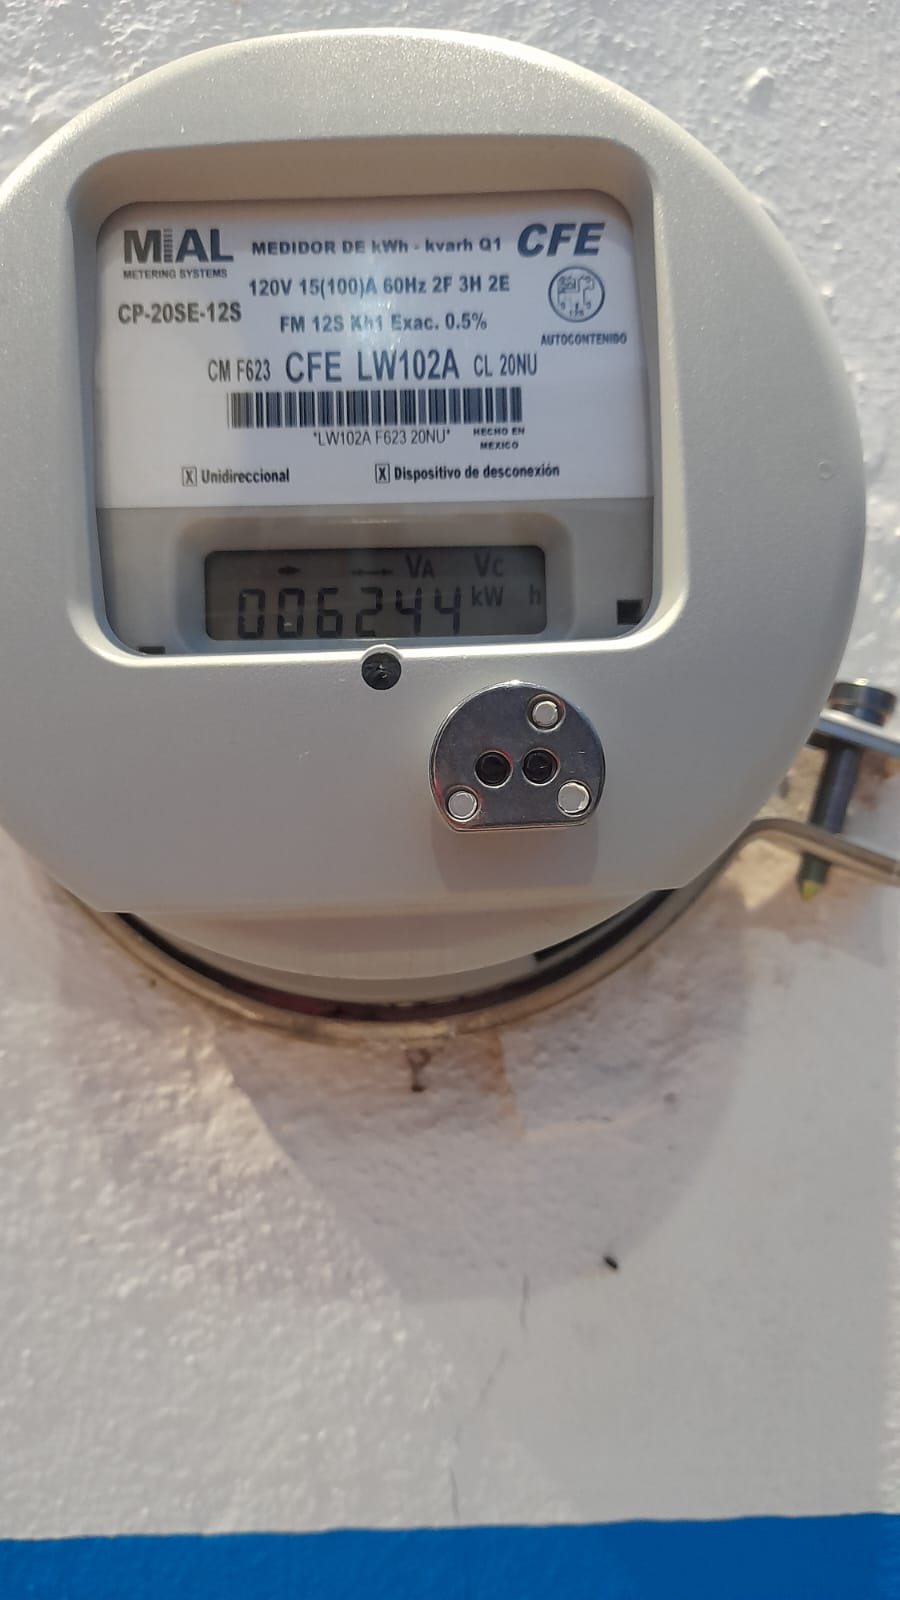 MIAL
METERING SYSTEMS
MEDIDOR DE kWh - kvarh Q1
CFE
120V 15(100)A 60Hz 2F 3H 2E
CP-20SE-12S
FM 12S Kh1 Exac. 0.5%
AUTOCONTENIDO
CM F623 CFE LW102A CL 20NU
*LW102A F623 20NU*
HECHO EN
MEXICO
X Unidireccional
X Dispositivo de desconexión
VA VC
006244 kW h